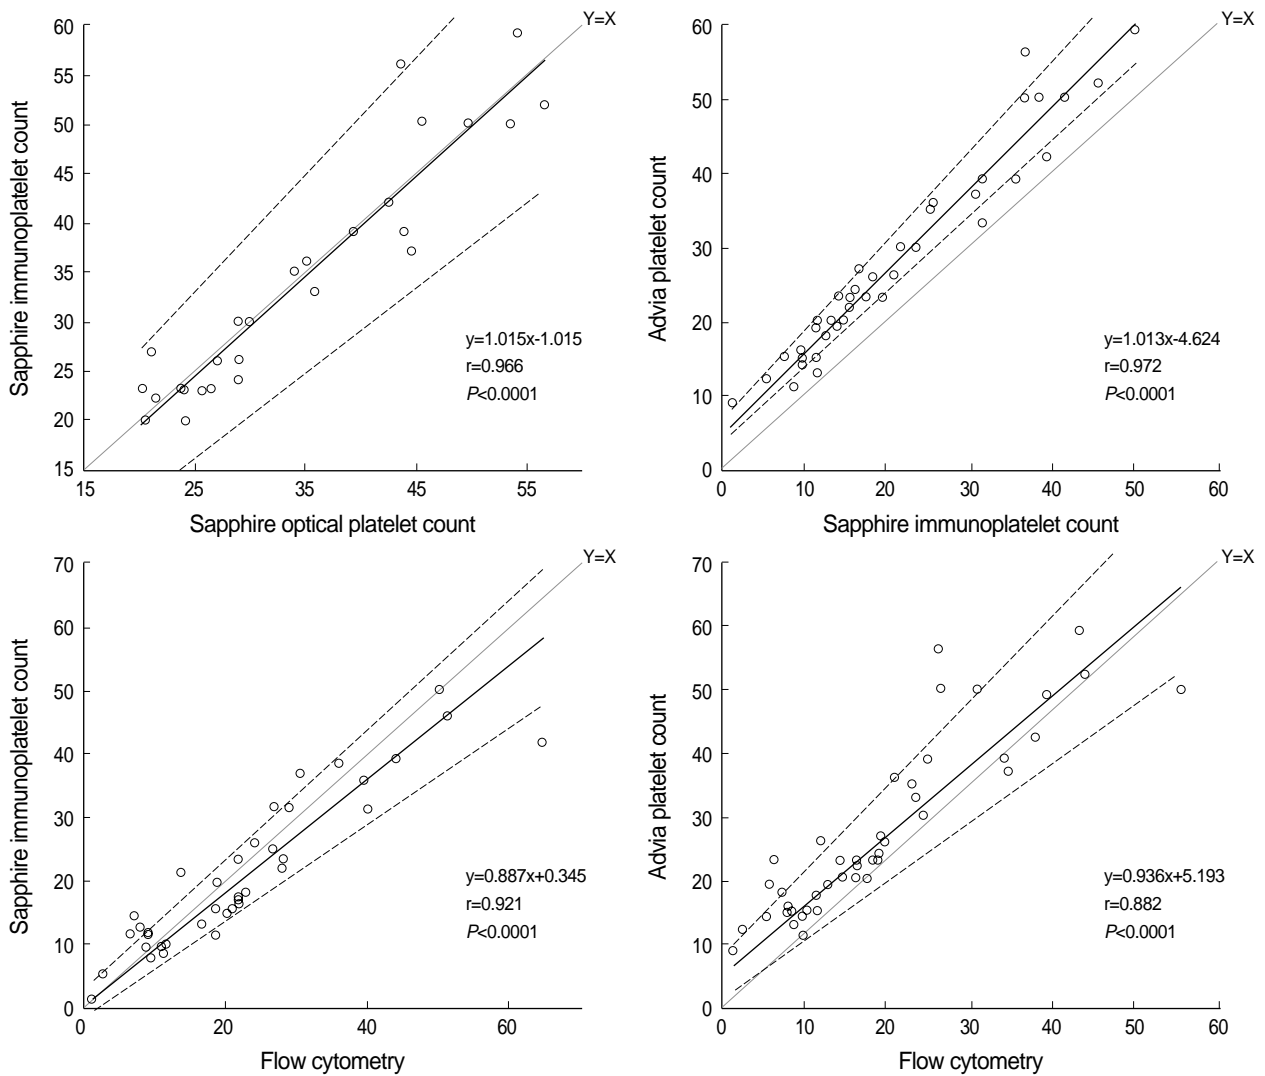 Y=X
60
55
50
45
40
35
30
25
20
15
15
25
35
45
55
Sapphire immunoplatelet count
Sapphire optical platelet count
y=1.015x-1.015
r=0.966
P<0.0001
Y=X
60
50
40
30
20
10
0
0
10
20
30
40
50
60
Advia platelet count
Sapphire immunoplatelet count
y=1.013x-4.624
r=0.972
P<0.0001
Y=X
70
60
50
40
30
20
10
0
0
20
40
60
Sapphire immunoplatelet count
Flow cytometry
y=0.887x+0.345
r=0.921
P<0.0001
Y=X
70
60
50
40
30
20
10
0
0
10
20
30
40
50
60
Advia platelet count
Flow cytometry
y=0.936x+5.193
r=0.882
P<0.0001